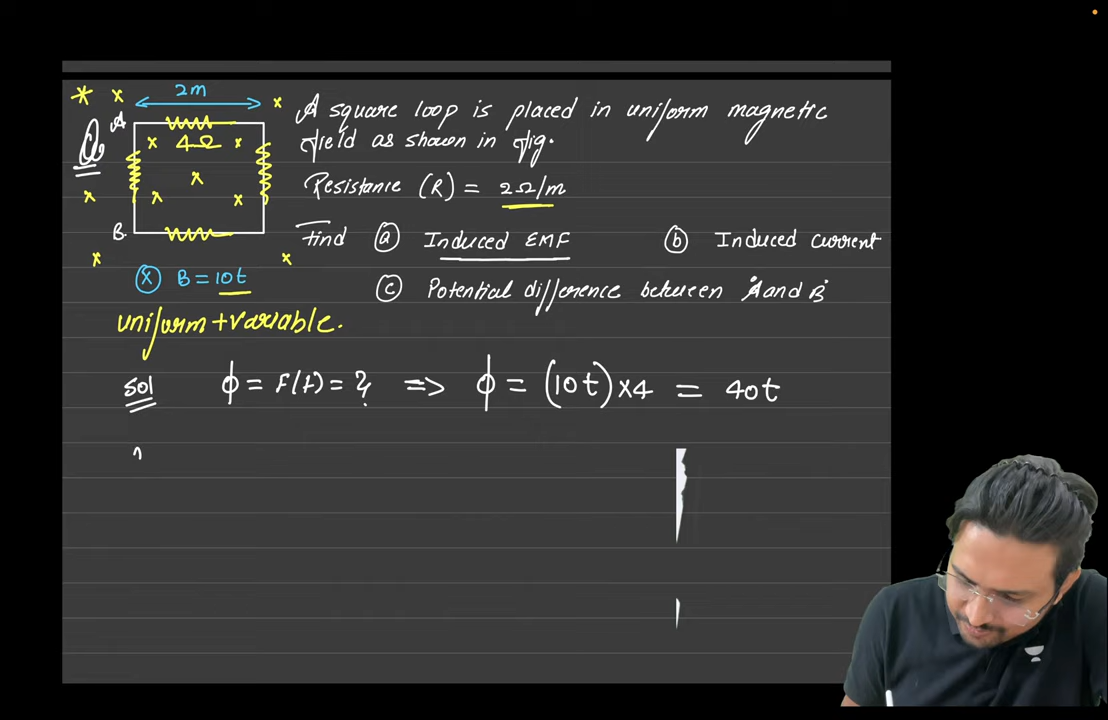 2m
A
4Ω
B.
ⓧ B = 10t
uniform + variable.
Q
A square loop is placed in uniform magnetic
field as shown in fig.
Resistance (R) = 2Ω/m
Find ⓐ Induced EMF ⓑ Induced current
ⓒ Potential difference between A and B
Sol ϕ = F(t) = ? => ϕ = (10t) x 4 = 40t